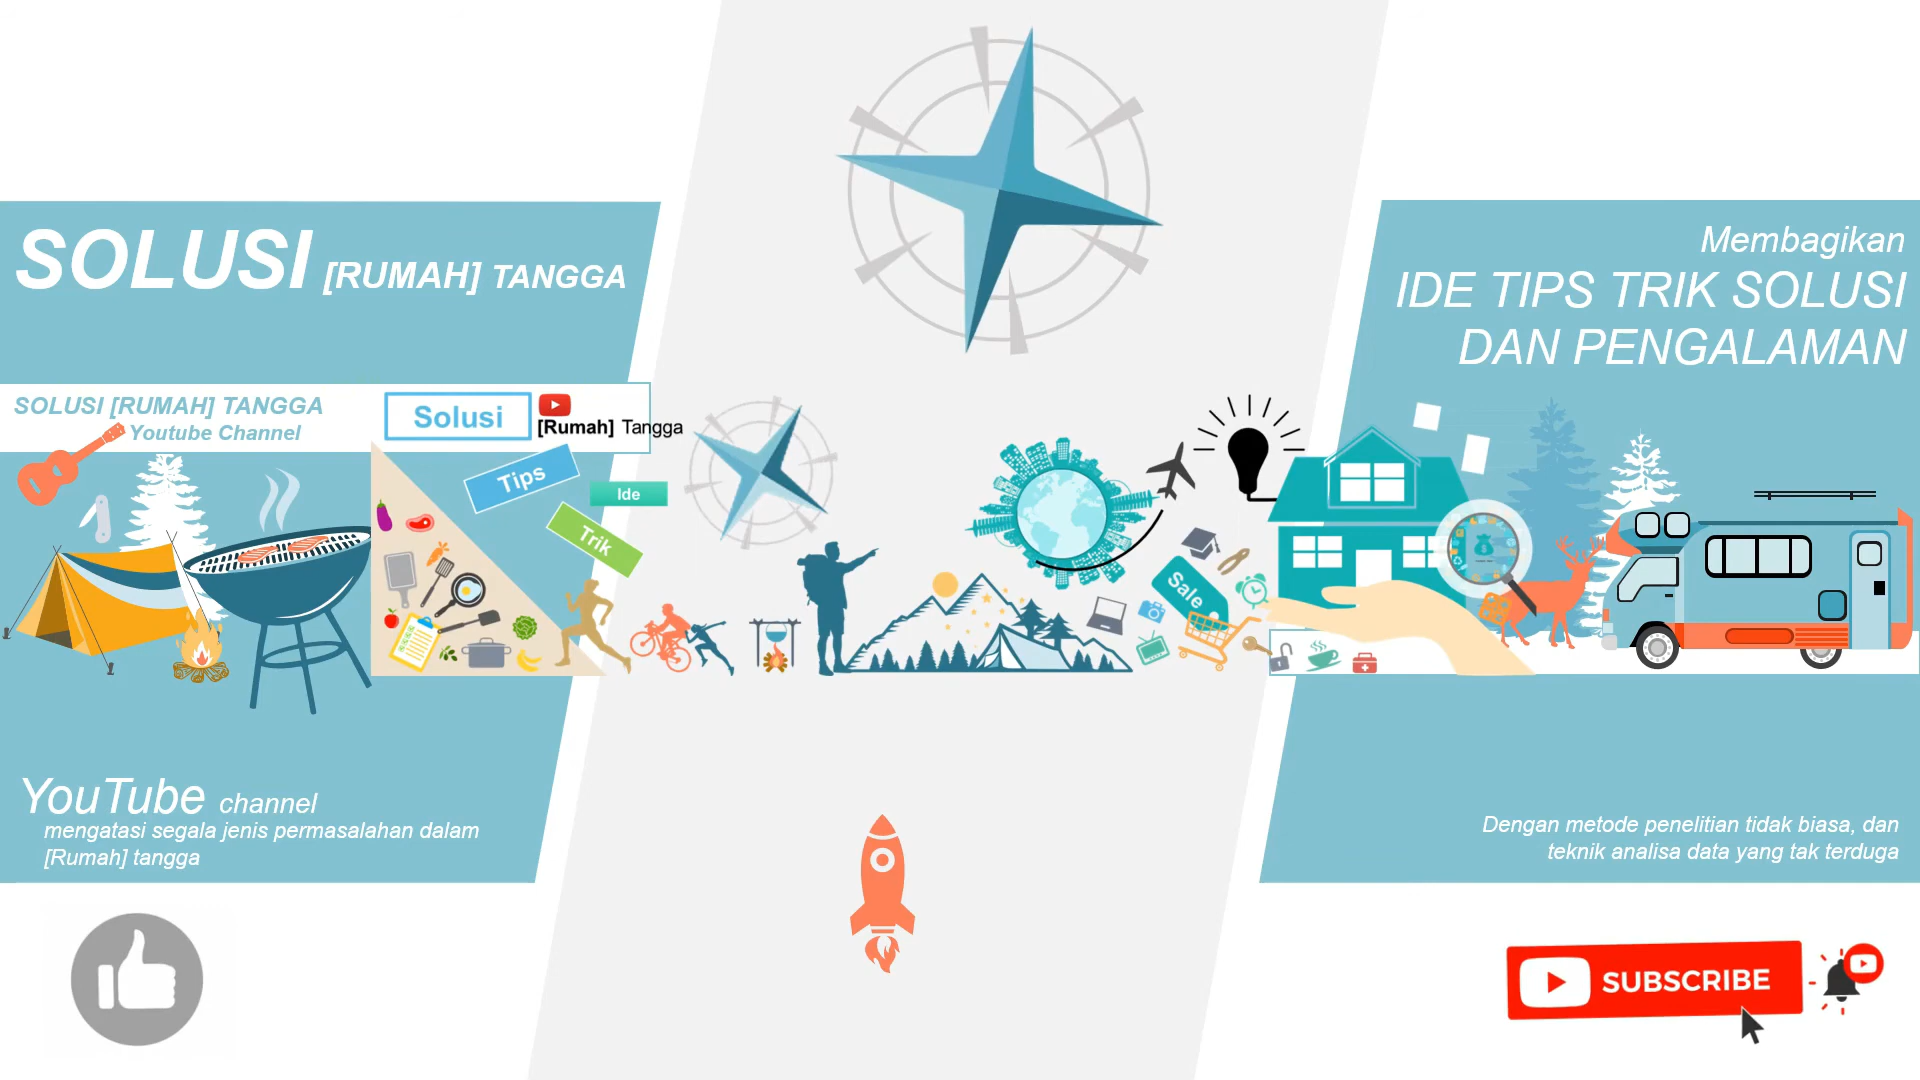 SOLUSI [RUMAH] TANGGA
SOLUSI [RUMAH] TANGGA
Youtube Channel
Solusi
[Rumah] Tangga
Tips
Ide
Trik
Sale
YouTube channel
mengatasi segala jenis permasalahan dalam
[Rumah] tangga
Membagikan
IDE TIPS TRIK SOLUSI
DAN PENGALAMAN
Dengan metode penelitian tidak biasa, dan
teknik analisa data yang tak terduga
SUBSCRIBE